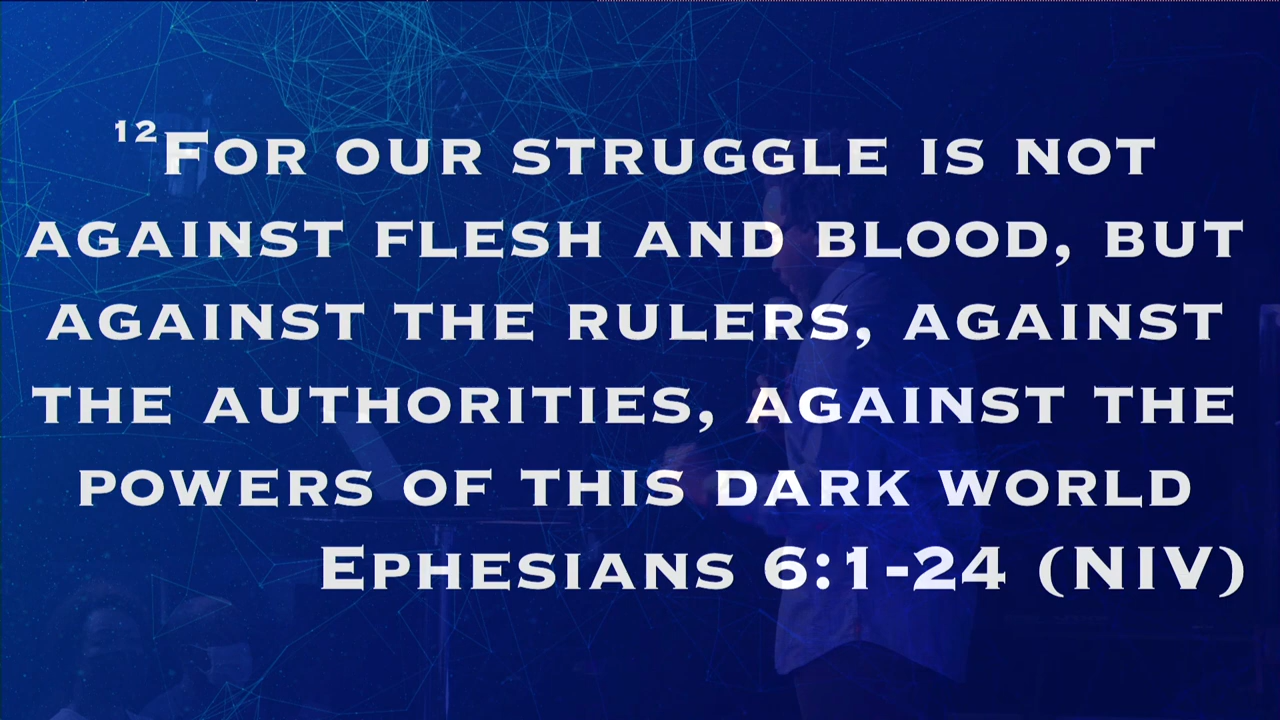 ¹²For our struggle is not
against flesh and blood, but
against the rulers, against
the authorities, against the
powers of this dark world
Ephesians 6:1-24 (NIV)